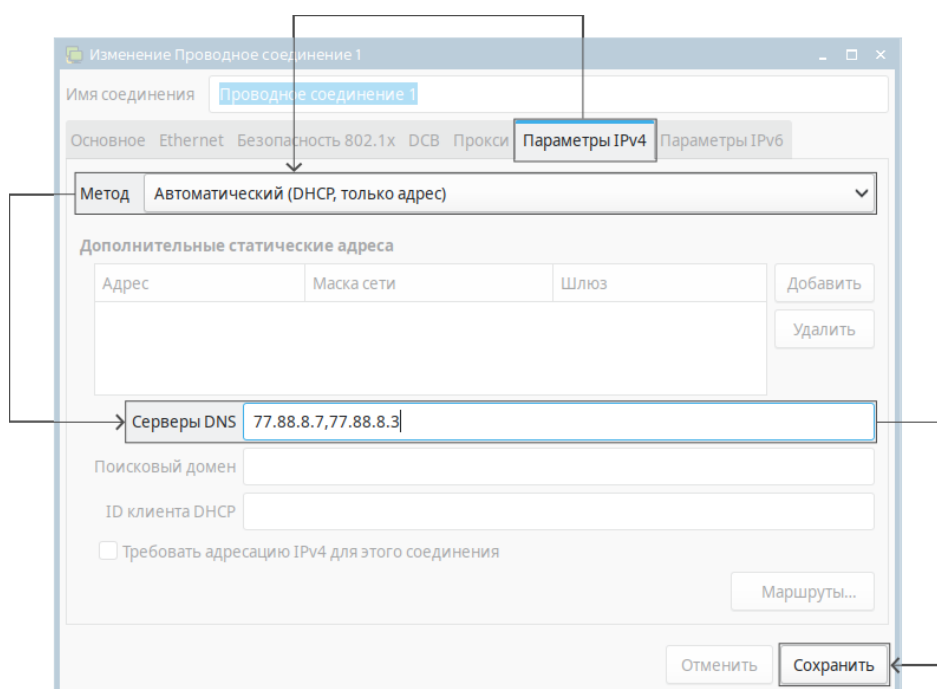 Изменение Проводное соединение 1
Имя соединения Проводное соединение 1
Основное Ethernet Безопасность 802.1x DCB Прокси Параметры IPv4 Параметры IPv6
Метод Автоматический (DHCP, только адрес)
Дополнительные статические адреса
Адрес Маска сети Шлюз Добавить
Удалить
Серверы DNS 77.88.8.7,77.88.8.3
Поисковый домен
ID клиента DHCP
Требовать адресацию IPv4 для этого соединения
Маршруты...
Отменить Сохранить